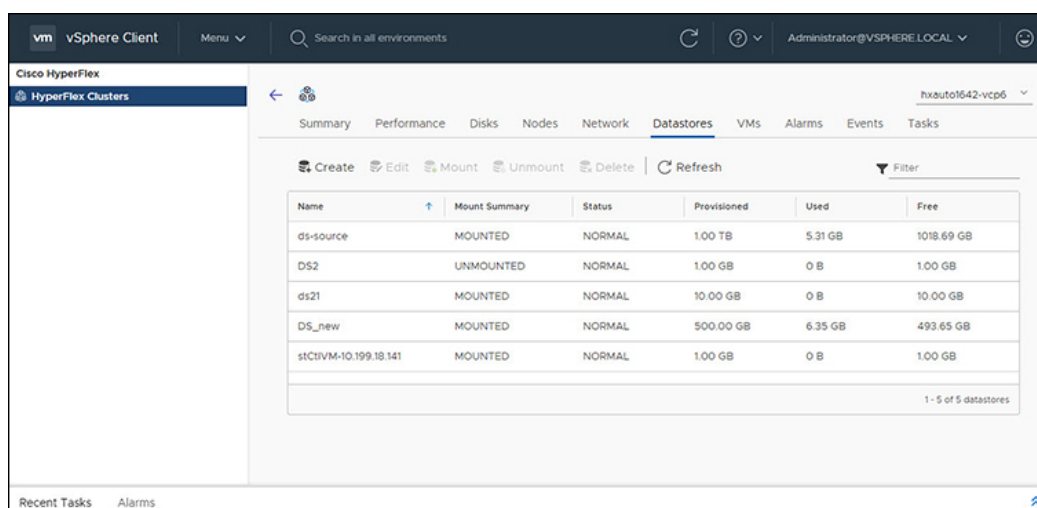 vm vSphere Client Menu Search in all environments Administrator@VSPHERE.LOCAL
Cisco HyperFlex
HyperFlex Clusters
hxauto1642-vcp6
Summary Performance Disks Nodes Network Datastores VMs Alarms Events Tasks
Create Edit Mount Unmount Delete Refresh Filter
Name Mount Summary Status Provisioned Used Free
ds-source MOUNTED NORMAL 1.00 TB 5.31 GB 1018.69 GB
DS2 UNMOUNTED NORMAL 1.00 GB 0 B 1.00 GB
ds21 MOUNTED NORMAL 10.00 GB 0 B 10.00 GB
DS_new MOUNTED NORMAL 500.00 GB 6.35 GB 493.65 GB
stCtlVM-10.199.18.141 MOUNTED NORMAL 1.00 GB 0 B 1.00 GB
1 - 5 of 5 datastores
Recent Tasks Alarms